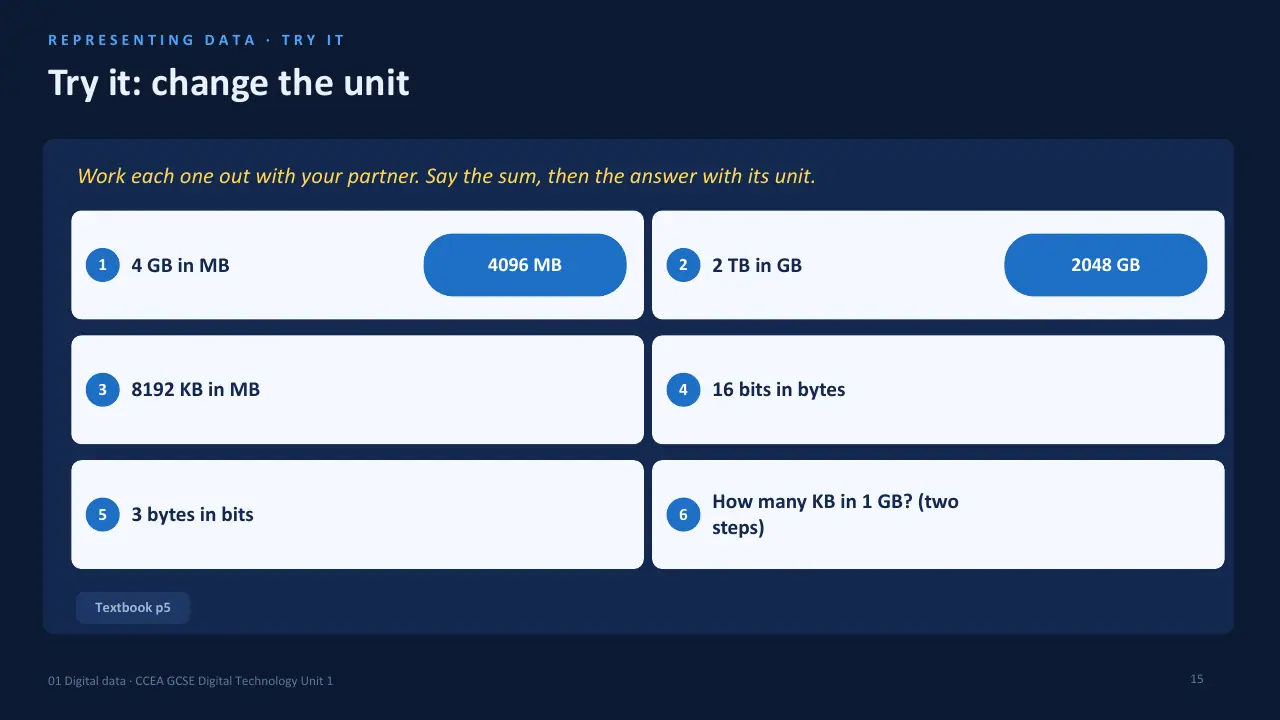 REPRESENTING DATA · TRY IT
Try it: change the unit
Work each one out with your partner. Say the sum, then the answer with its unit.
1 4 GB in MB 4096 MB
2 2 TB in GB 2048 GB
3 8192 KB in MB
4 16 bits in bytes
5 3 bytes in bits
6 How many KB in 1 GB? (two
steps)
Textbook p5
01 Digital data · CCEA GCSE Digital Technology Unit 1
15